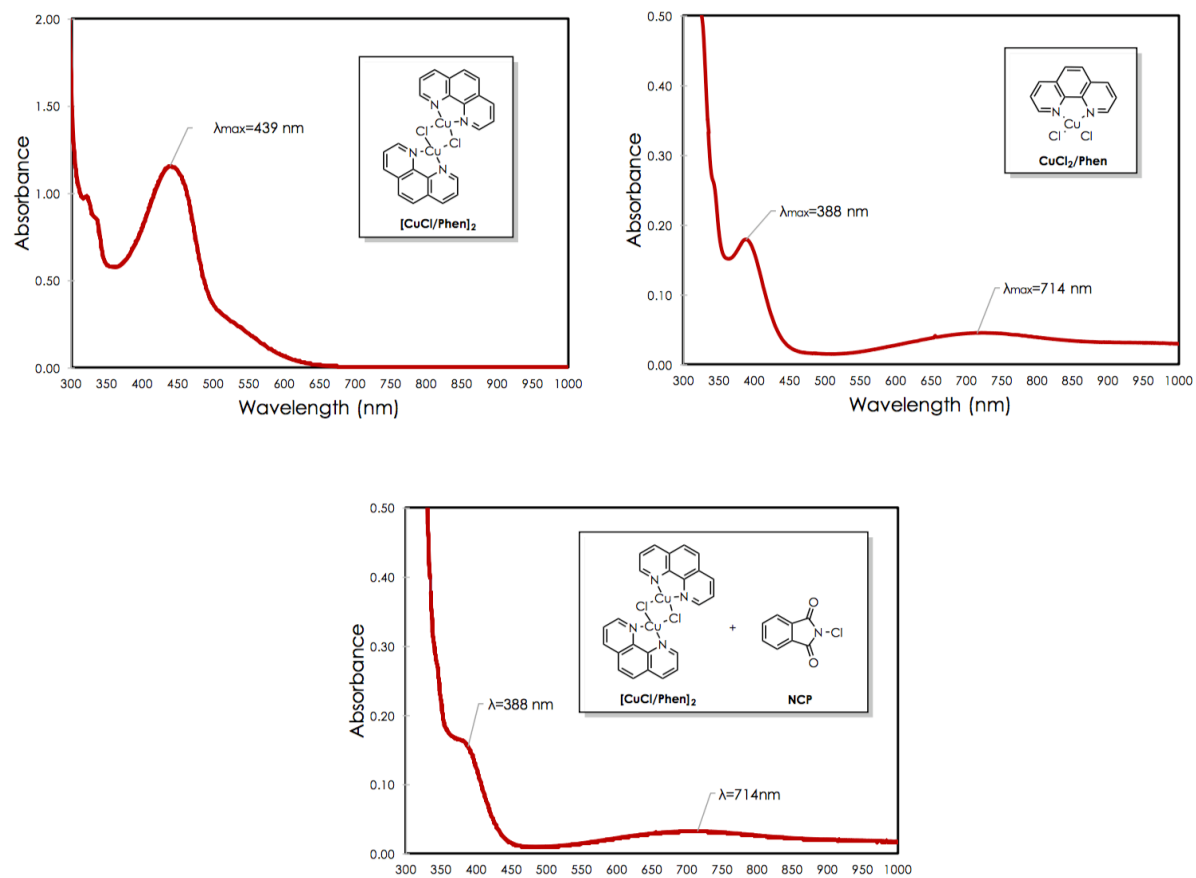 2.00
1.50
1.00
0.50
0.00
Absorbance
λmax=439 nm
N
N
Cu
Cl
Cl
Cu
N
N
[CuCl/Phen]2
300 350 400 450 500 550 600 650 700 750 800 850 900 950 1000
Wavelength (nm)
0.50
0.40
0.30
0.20
0.10
0.00
Absorbance
λmax=388 nm
λmax=714 nm
N N
Cu
Cl Cl
CuCl2/Phen
300 350 400 450 500 550 600 650 700 750 800 850 900 950 1000
Wavelength (nm)
0.50
0.40
0.30
0.20
0.10
0.00
Absorbance
λ=388 nm
λ=714nm
N
N
Cu
Cl
Cl
Cu
N
N
[CuCl/Phen]2
+
O
N-Cl
O
NCP
300 350 400 450 500 550 600 650 700 750 800 850 900 950 1000